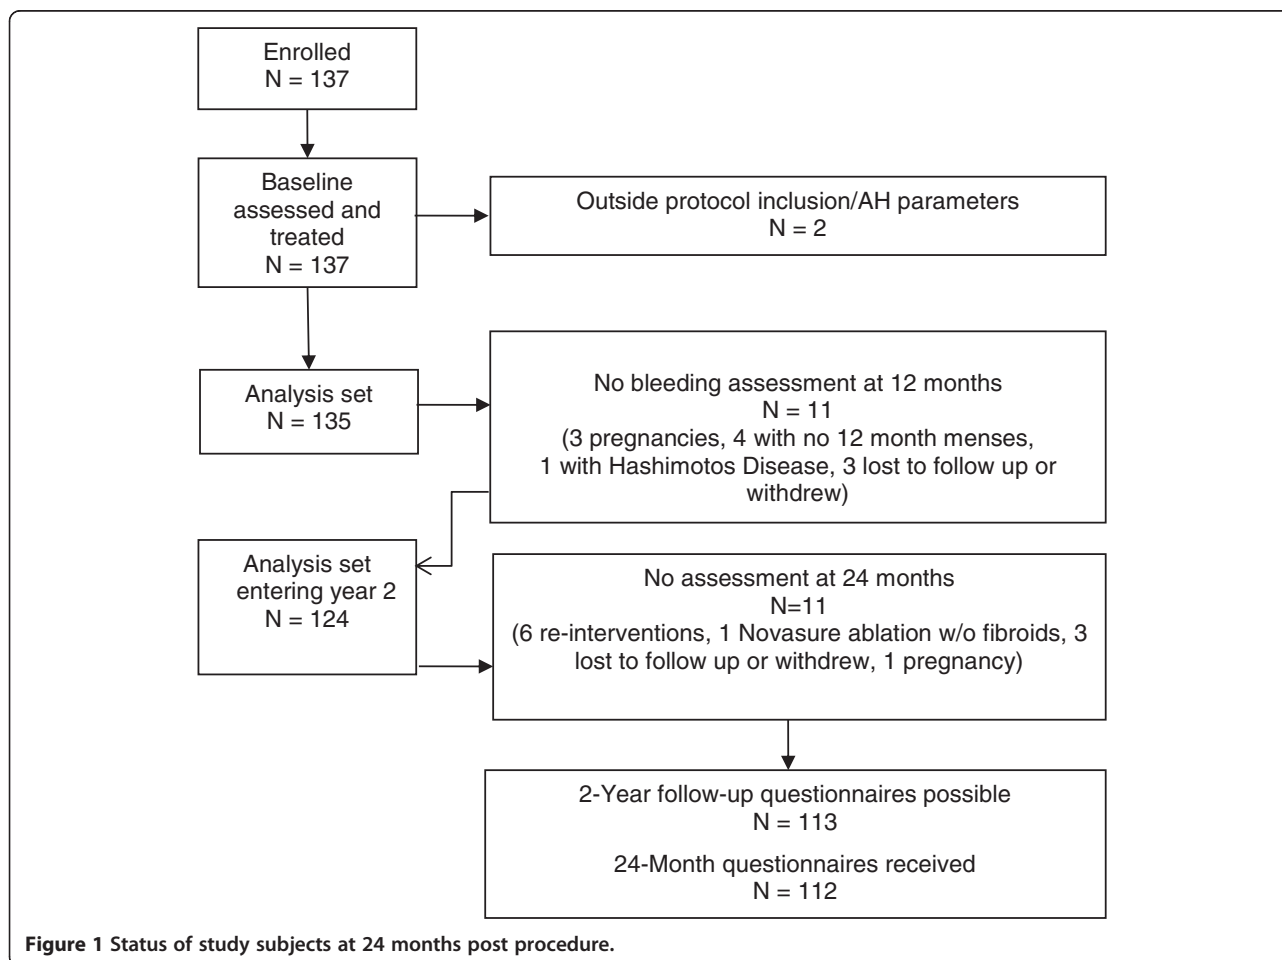 Enrolled
N = 137
Baseline
assessed and
treated
N = 137
Outside protocol inclusion/AH parameters
N = 2
Analysis set
N = 135
No bleeding assessment at 12 months
N = 11
(3 pregnancies, 4 with no 12 month menses,
1 with Hashimotos Disease, 3 lost to follow up or
withdrew)
Analysis set
entering year 2
N = 124
No assessment at 24 months
N=11
(6 re-interventions, 1 Novasure ablation w/o fibroids, 3
lost to follow up or withdrew, 1 pregnancy)
2-Year follow-up questionnaires possible
N = 113
24-Month questionnaires received
N = 112
Figure 1 Status of study subjects at 24 months post procedure.